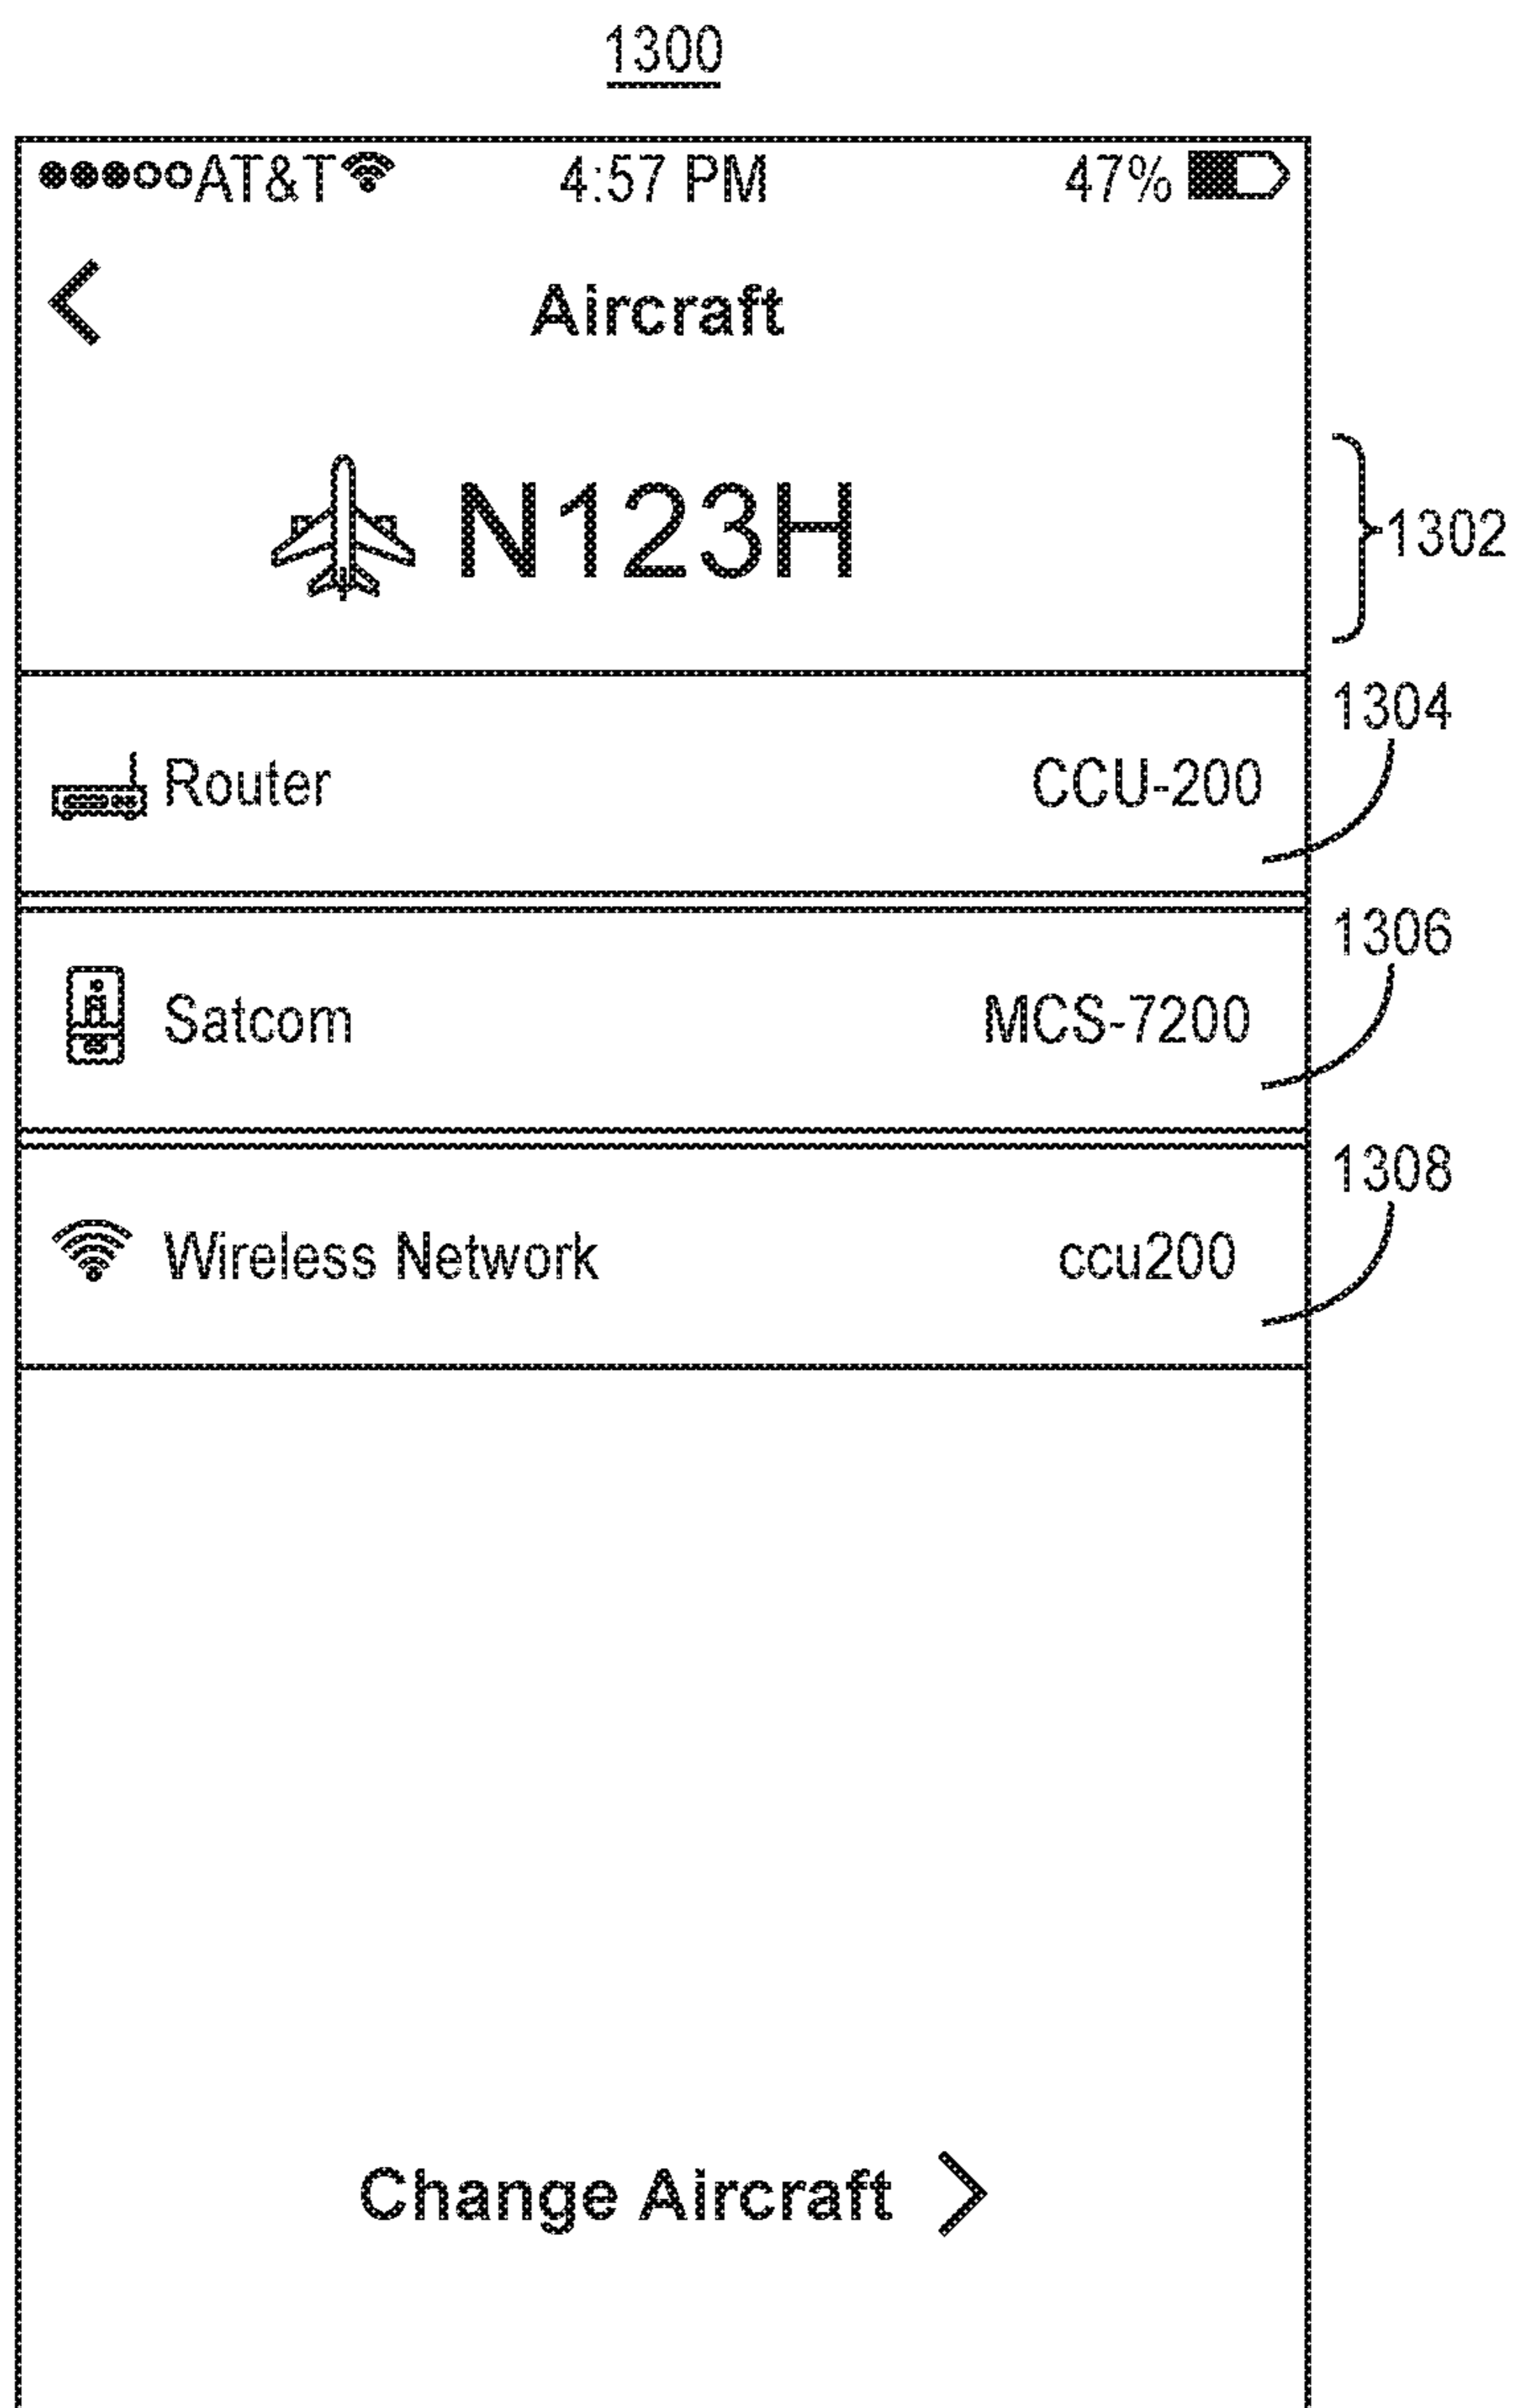 1300
AT&T 4:57 PM 47%
Aircraft
N123H
1302
1304
Router CCU-200
1306
Satcom MCS-7200
1308
Wireless Network ccu200
Change Aircraft